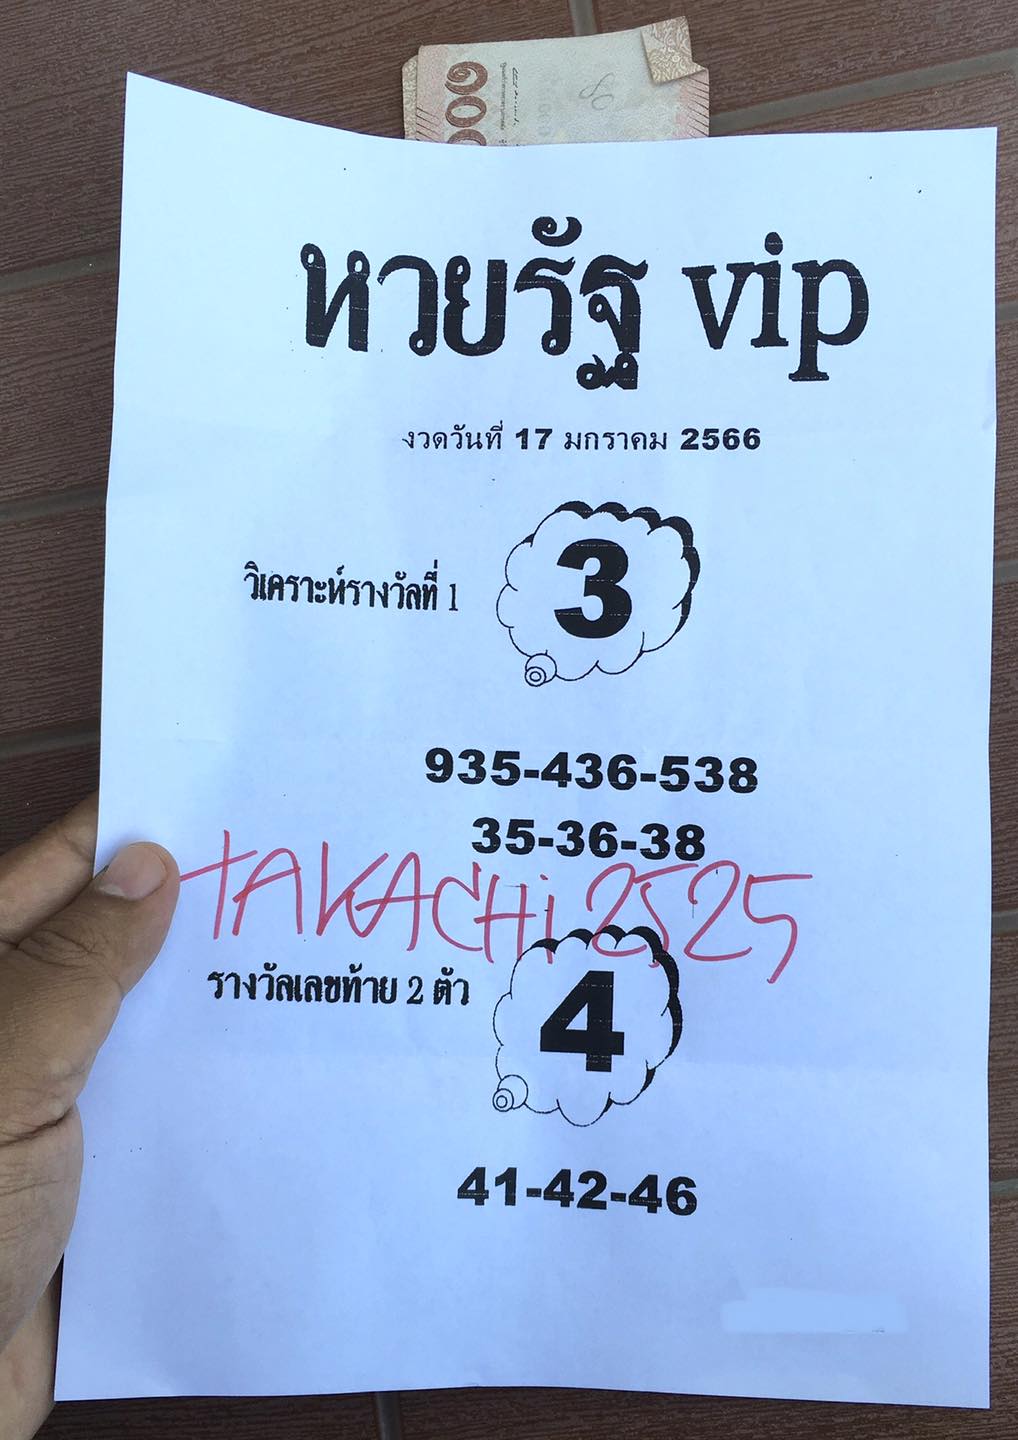 ๑๐๐
หวยรัฐ vip
งวดวันที่ 17 มกราคม 2566
วิเคราะห์รางวัลที่ 1
3
935-436-538
35-36-38
TAKACHi 2525
รางวัลเลขท้าย 2 ตัว
4
41-42-46